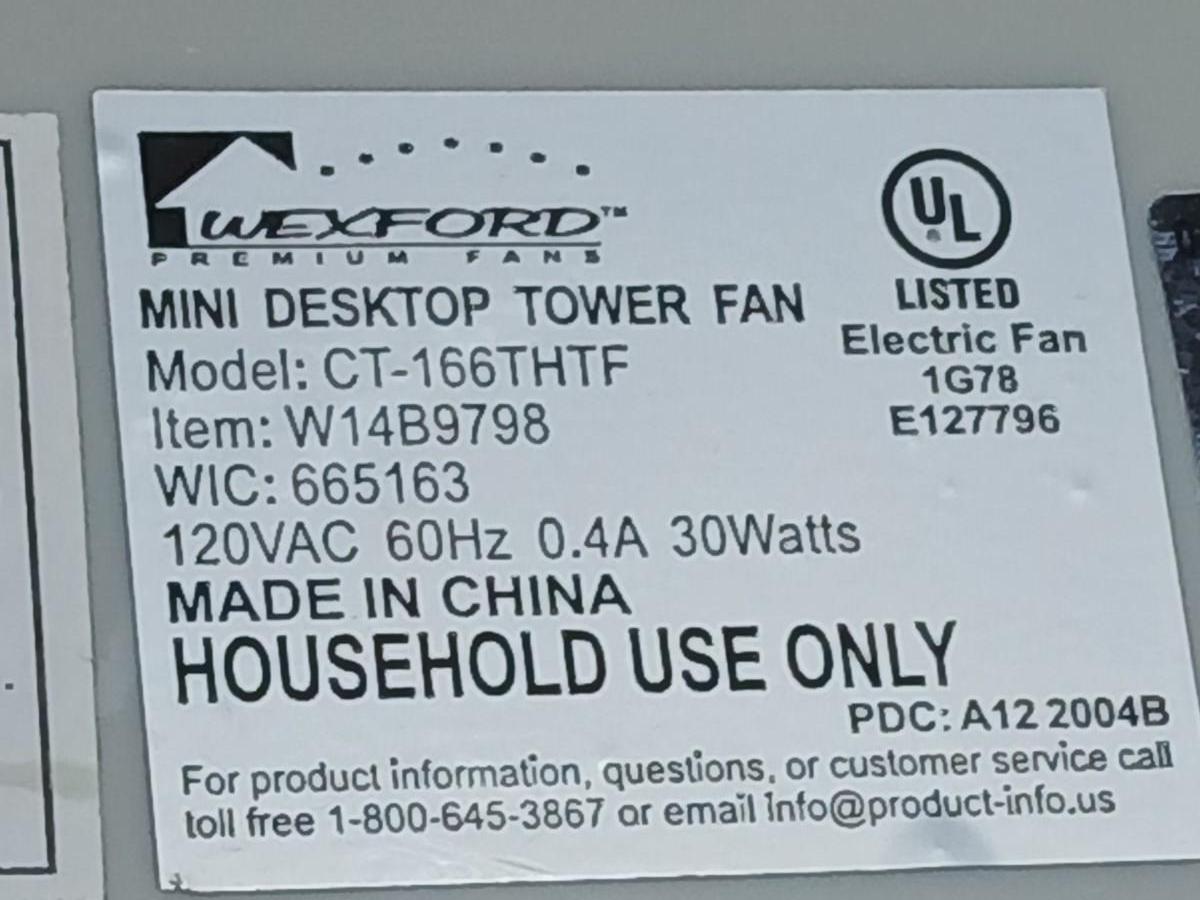 WEXFORD™
PREMIUM FANS
MINI DESKTOP TOWER FAN
Model: CT-166THTF
Item: W14B9798
WIC: 665163
120VAC 60Hz 0.4A 30Watts
MADE IN CHINA
HOUSEHOLD USE ONLY
UL
LISTED
Electric Fan
1G78
E127796
PDC: A12 2004B
For product information, questions, or customer service call
toll free 1-800-645-3867 or email info@product-info.us